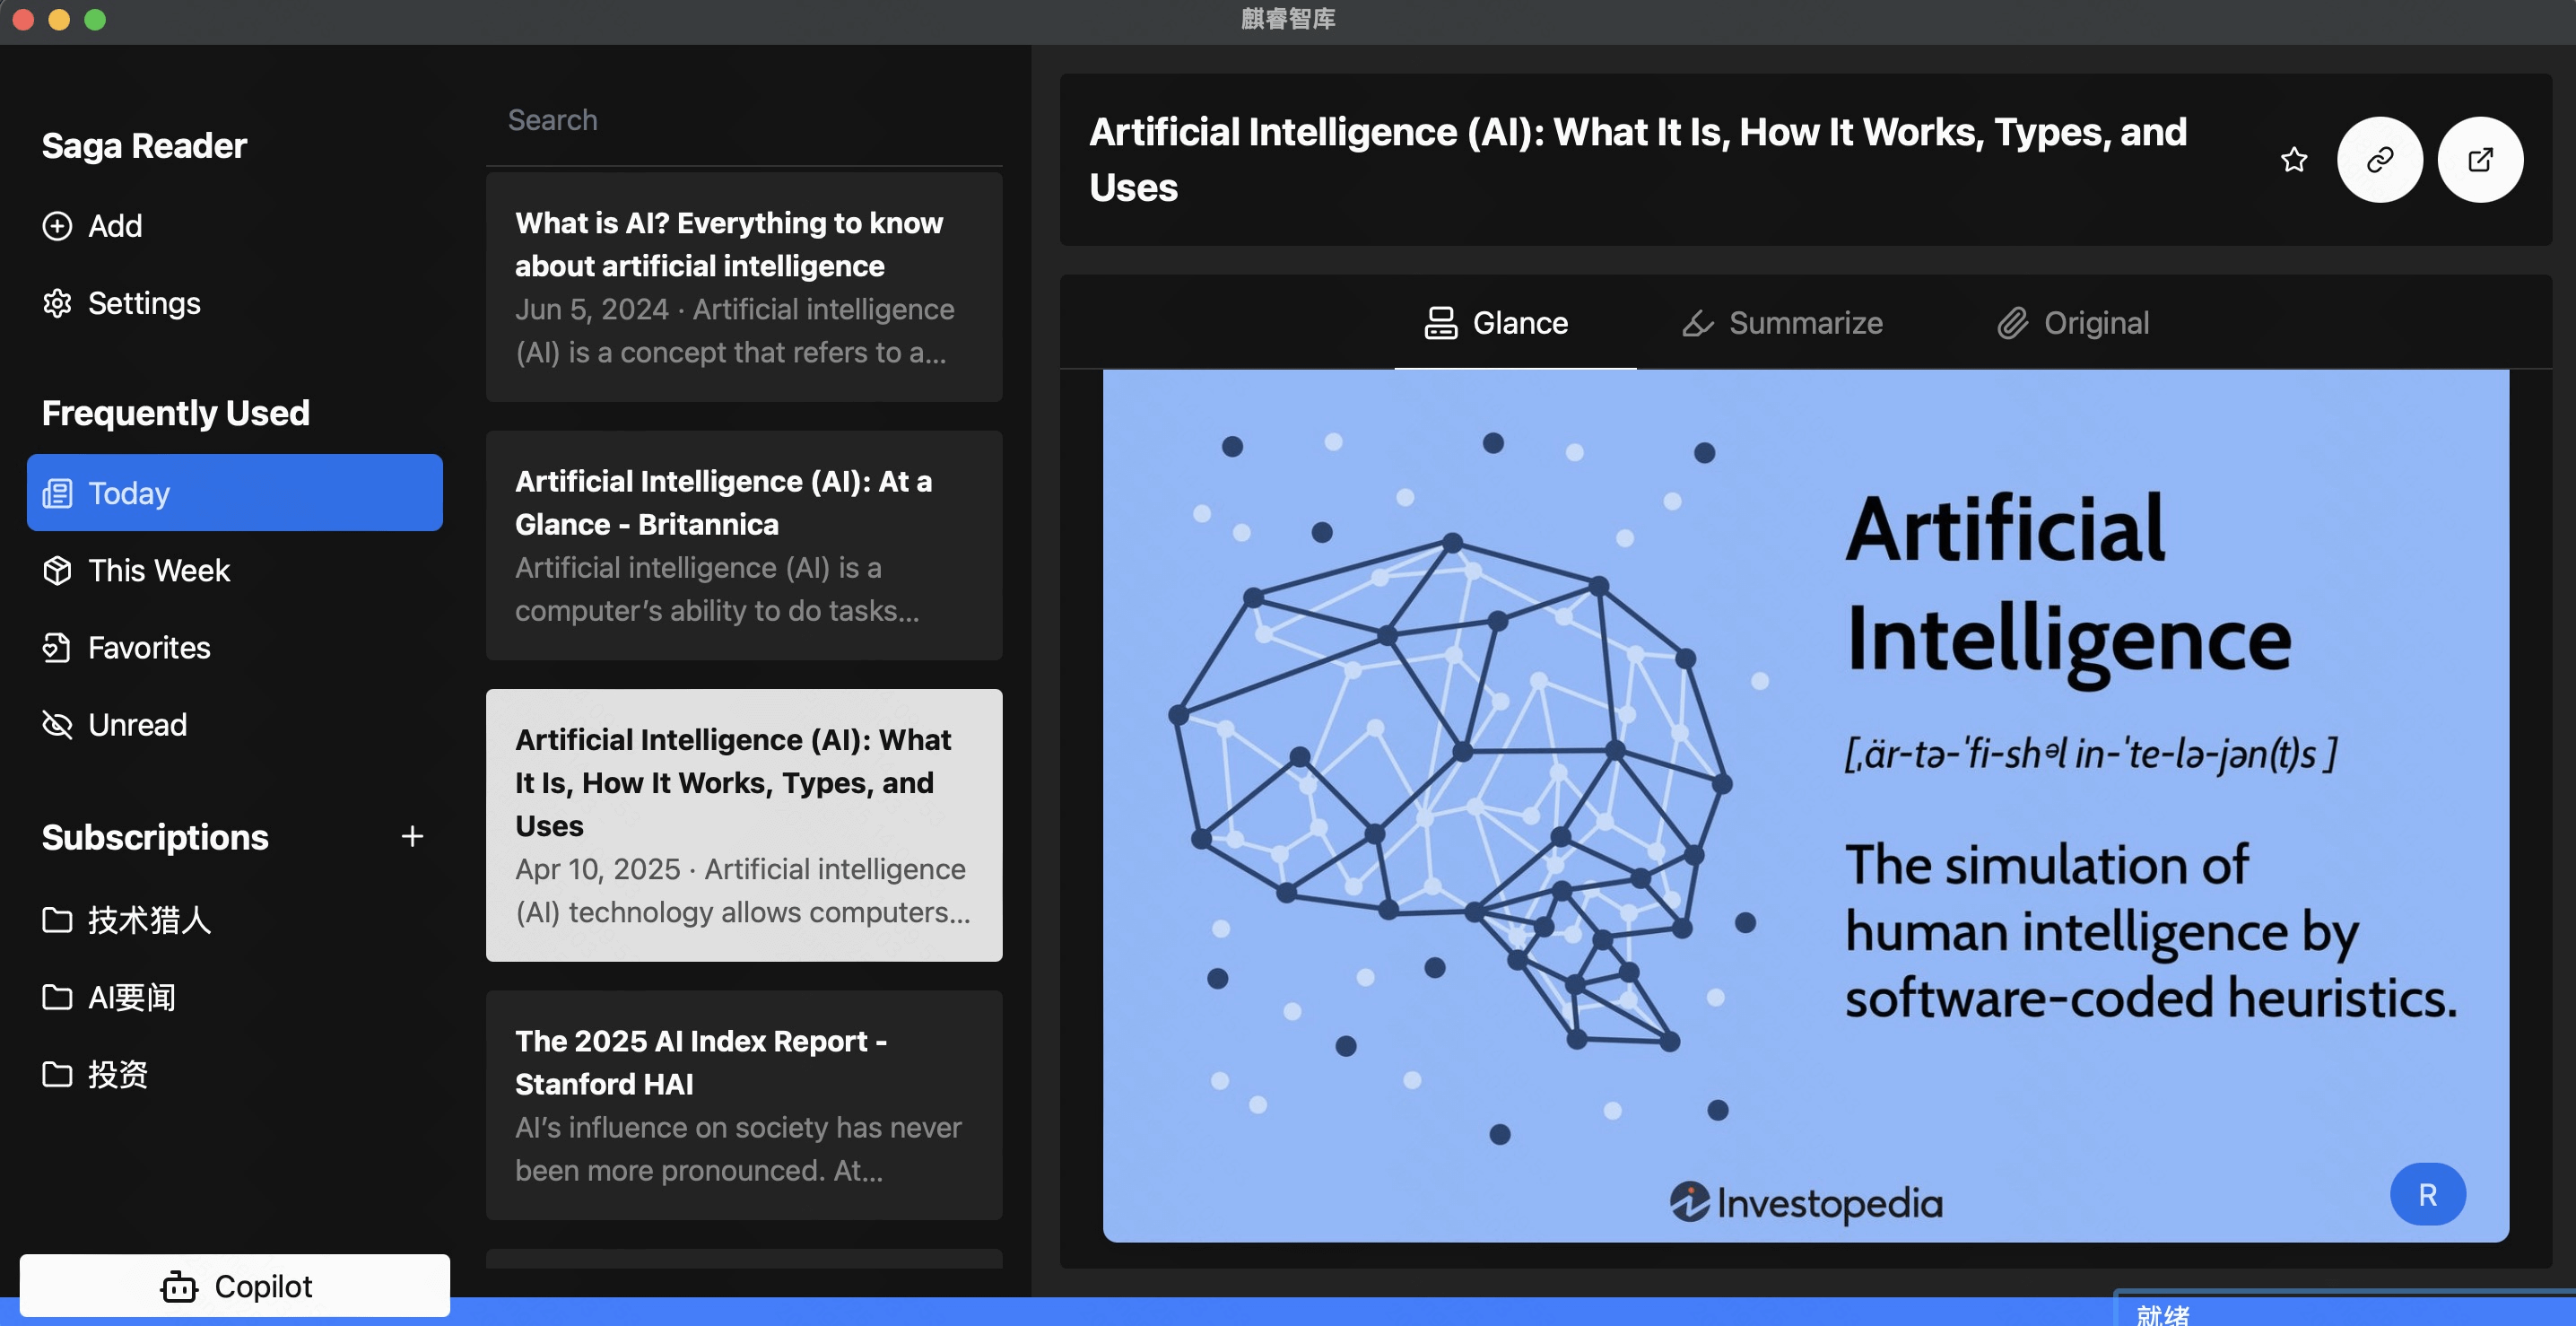 麒睿智库
Saga Reader
Add
Settings
Frequently Used
Today
This Week
Favorites
Unread
Subscriptions
技术猎人
AI要闻
投资
Copilot
Search
What is AI? Everything to know
about artificial intelligence
Jun 5, 2024 · Artificial intelligence
(AI) is a concept that refers to a...
Artificial Intelligence (AI): At a
Glance - Britannica
Artificial intelligence (AI) is a
computer’s ability to do tasks...
Artificial Intelligence (AI): What
It Is, How It Works, Types, and
Uses
Apr 10, 2025 · Artificial intelligence
(AI) technology allows computers...
The 2025 AI Index Report -
Stanford HAI
AI’s influence on society has never
been more pronounced. At...
Artificial Intelligence (AI): What It Is, How It Works, Types, and
Uses
Glance
Summarize
Original
Artificial
Intelligence
[ˌär-tə-ˈfi-shᵊl in-ˈte-lə-jən(t)s ]
The simulation of
human intelligence by
software-coded heuristics.
Investopedia
R
就绪